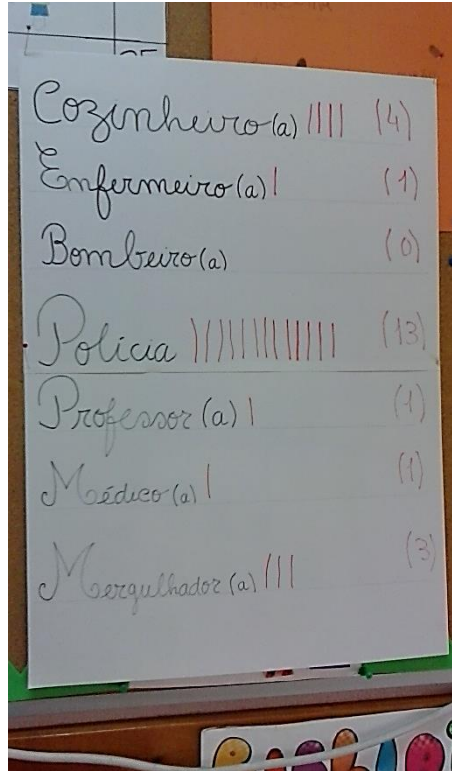 Cozinheiro(a) |||| (4)
Enfermeiro(a) | (1)
Bombeiro(a) (0)
Polícia ||||||||||||| (13)
Professor(a) | (1)
Médico(a) | (1)
Mergulhador(a) ||| (3)